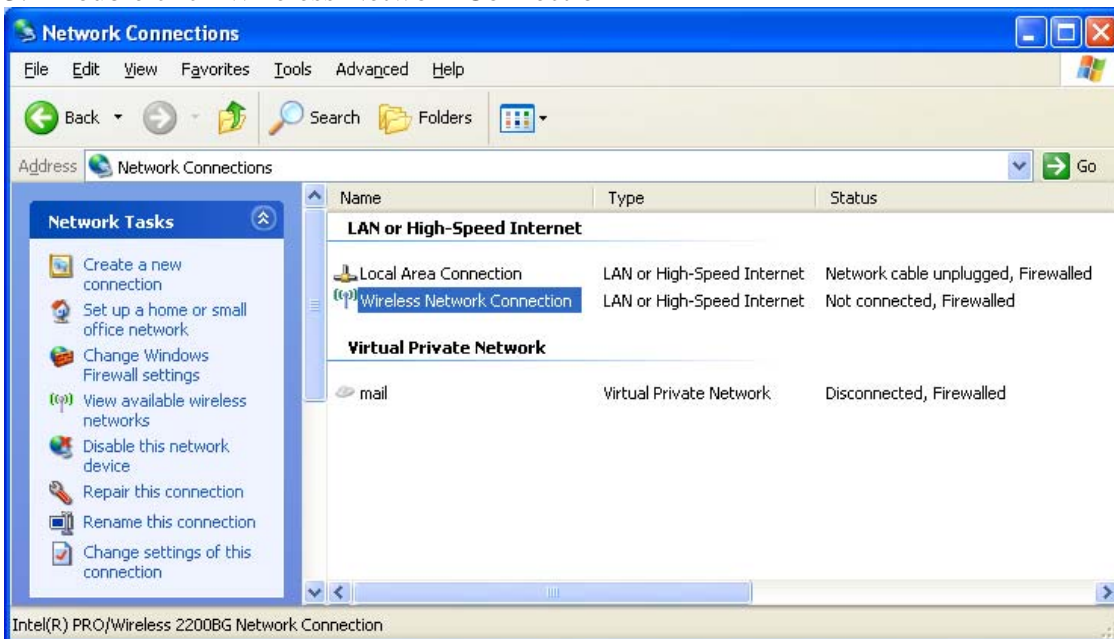 Network Connections
File Edit View Favorites Tools Advanced Help
Back Search Folders
Address Network Connections Go
Network Tasks
Create a new
connection
Set up a home or small
office network
Change Windows
Firewall settings
View available wireless
networks
Disable this network
device
Repair this connection
Rename this connection
Change settings of this
connection
Name Type Status
LAN or High-Speed Internet
Local Area Connection LAN or High-Speed Internet Network cable unplugged, Firewalled
Wireless Network Connection LAN or High-Speed Internet Not connected, Firewalled
Virtual Private Network
mail Virtual Private Network Disconnected, Firewalled
Intel(R) PRO/Wireless 2200BG Network Connection